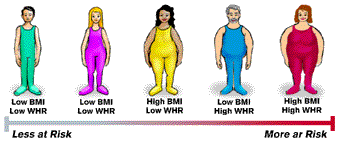 Low BMI
Low WHR
Low BMI
Low WHR
High BMI
Low WHR
Low BMI
High WHR
High BMI
High WHR
Less at Risk
More ar Risk